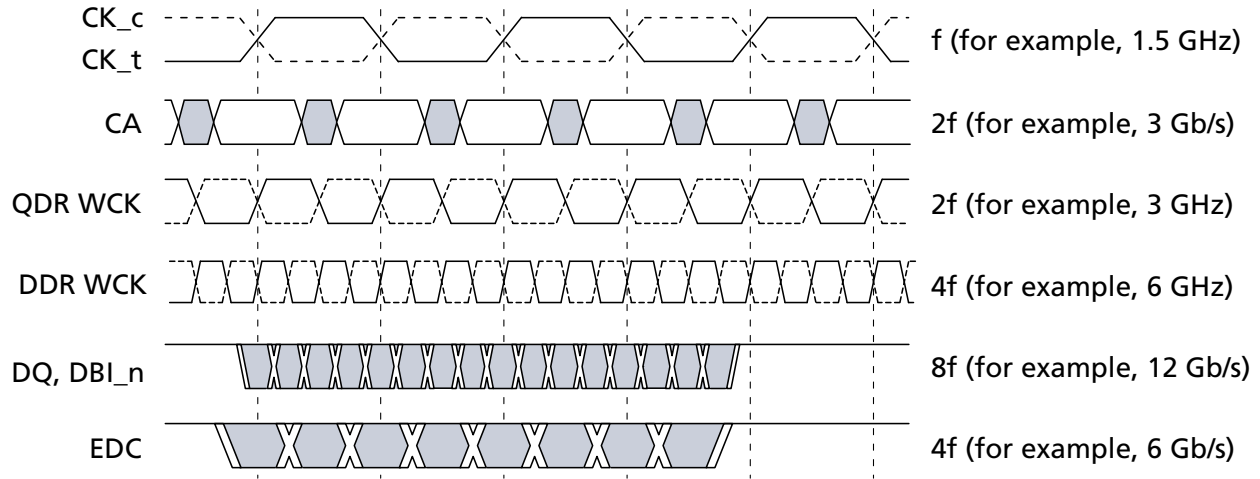 CK_c
CK_t
f (for example, 1.5 GHz)
CA
2f (for example, 3 Gb/s)
QDR WCK
2f (for example, 3 GHz)
DDR WCK
4f (for example, 6 GHz)
DQ, DBI_n
8f (for example, 12 Gb/s)
EDC
4f (for example, 6 Gb/s)